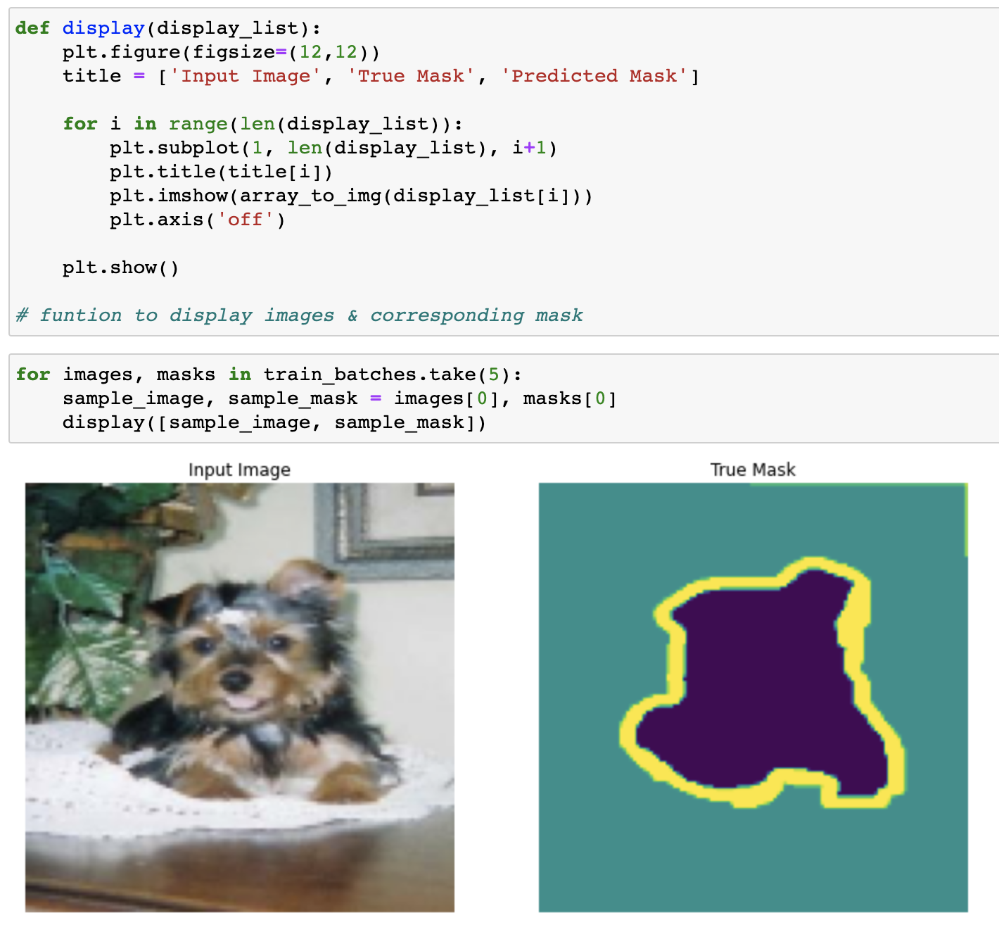 def display(display_list):
    plt.figure(figsize=(12,12))
    title = ['Input Image', 'True Mask', 'Predicted Mask']
    for i in range(len(display_list)):
        plt.subplot(1, len(display_list), i+1)
        plt.title(title[i])
        plt.imshow(array_to_img(display_list[i]))
        plt.axis('off')
    plt.show()
# funtion to display images & corresponding mask
for images, masks in train_batches.take(5):
    sample_image, sample_mask = images[0], masks[0]
    display([sample_image, sample_mask])
Input Image
True Mask